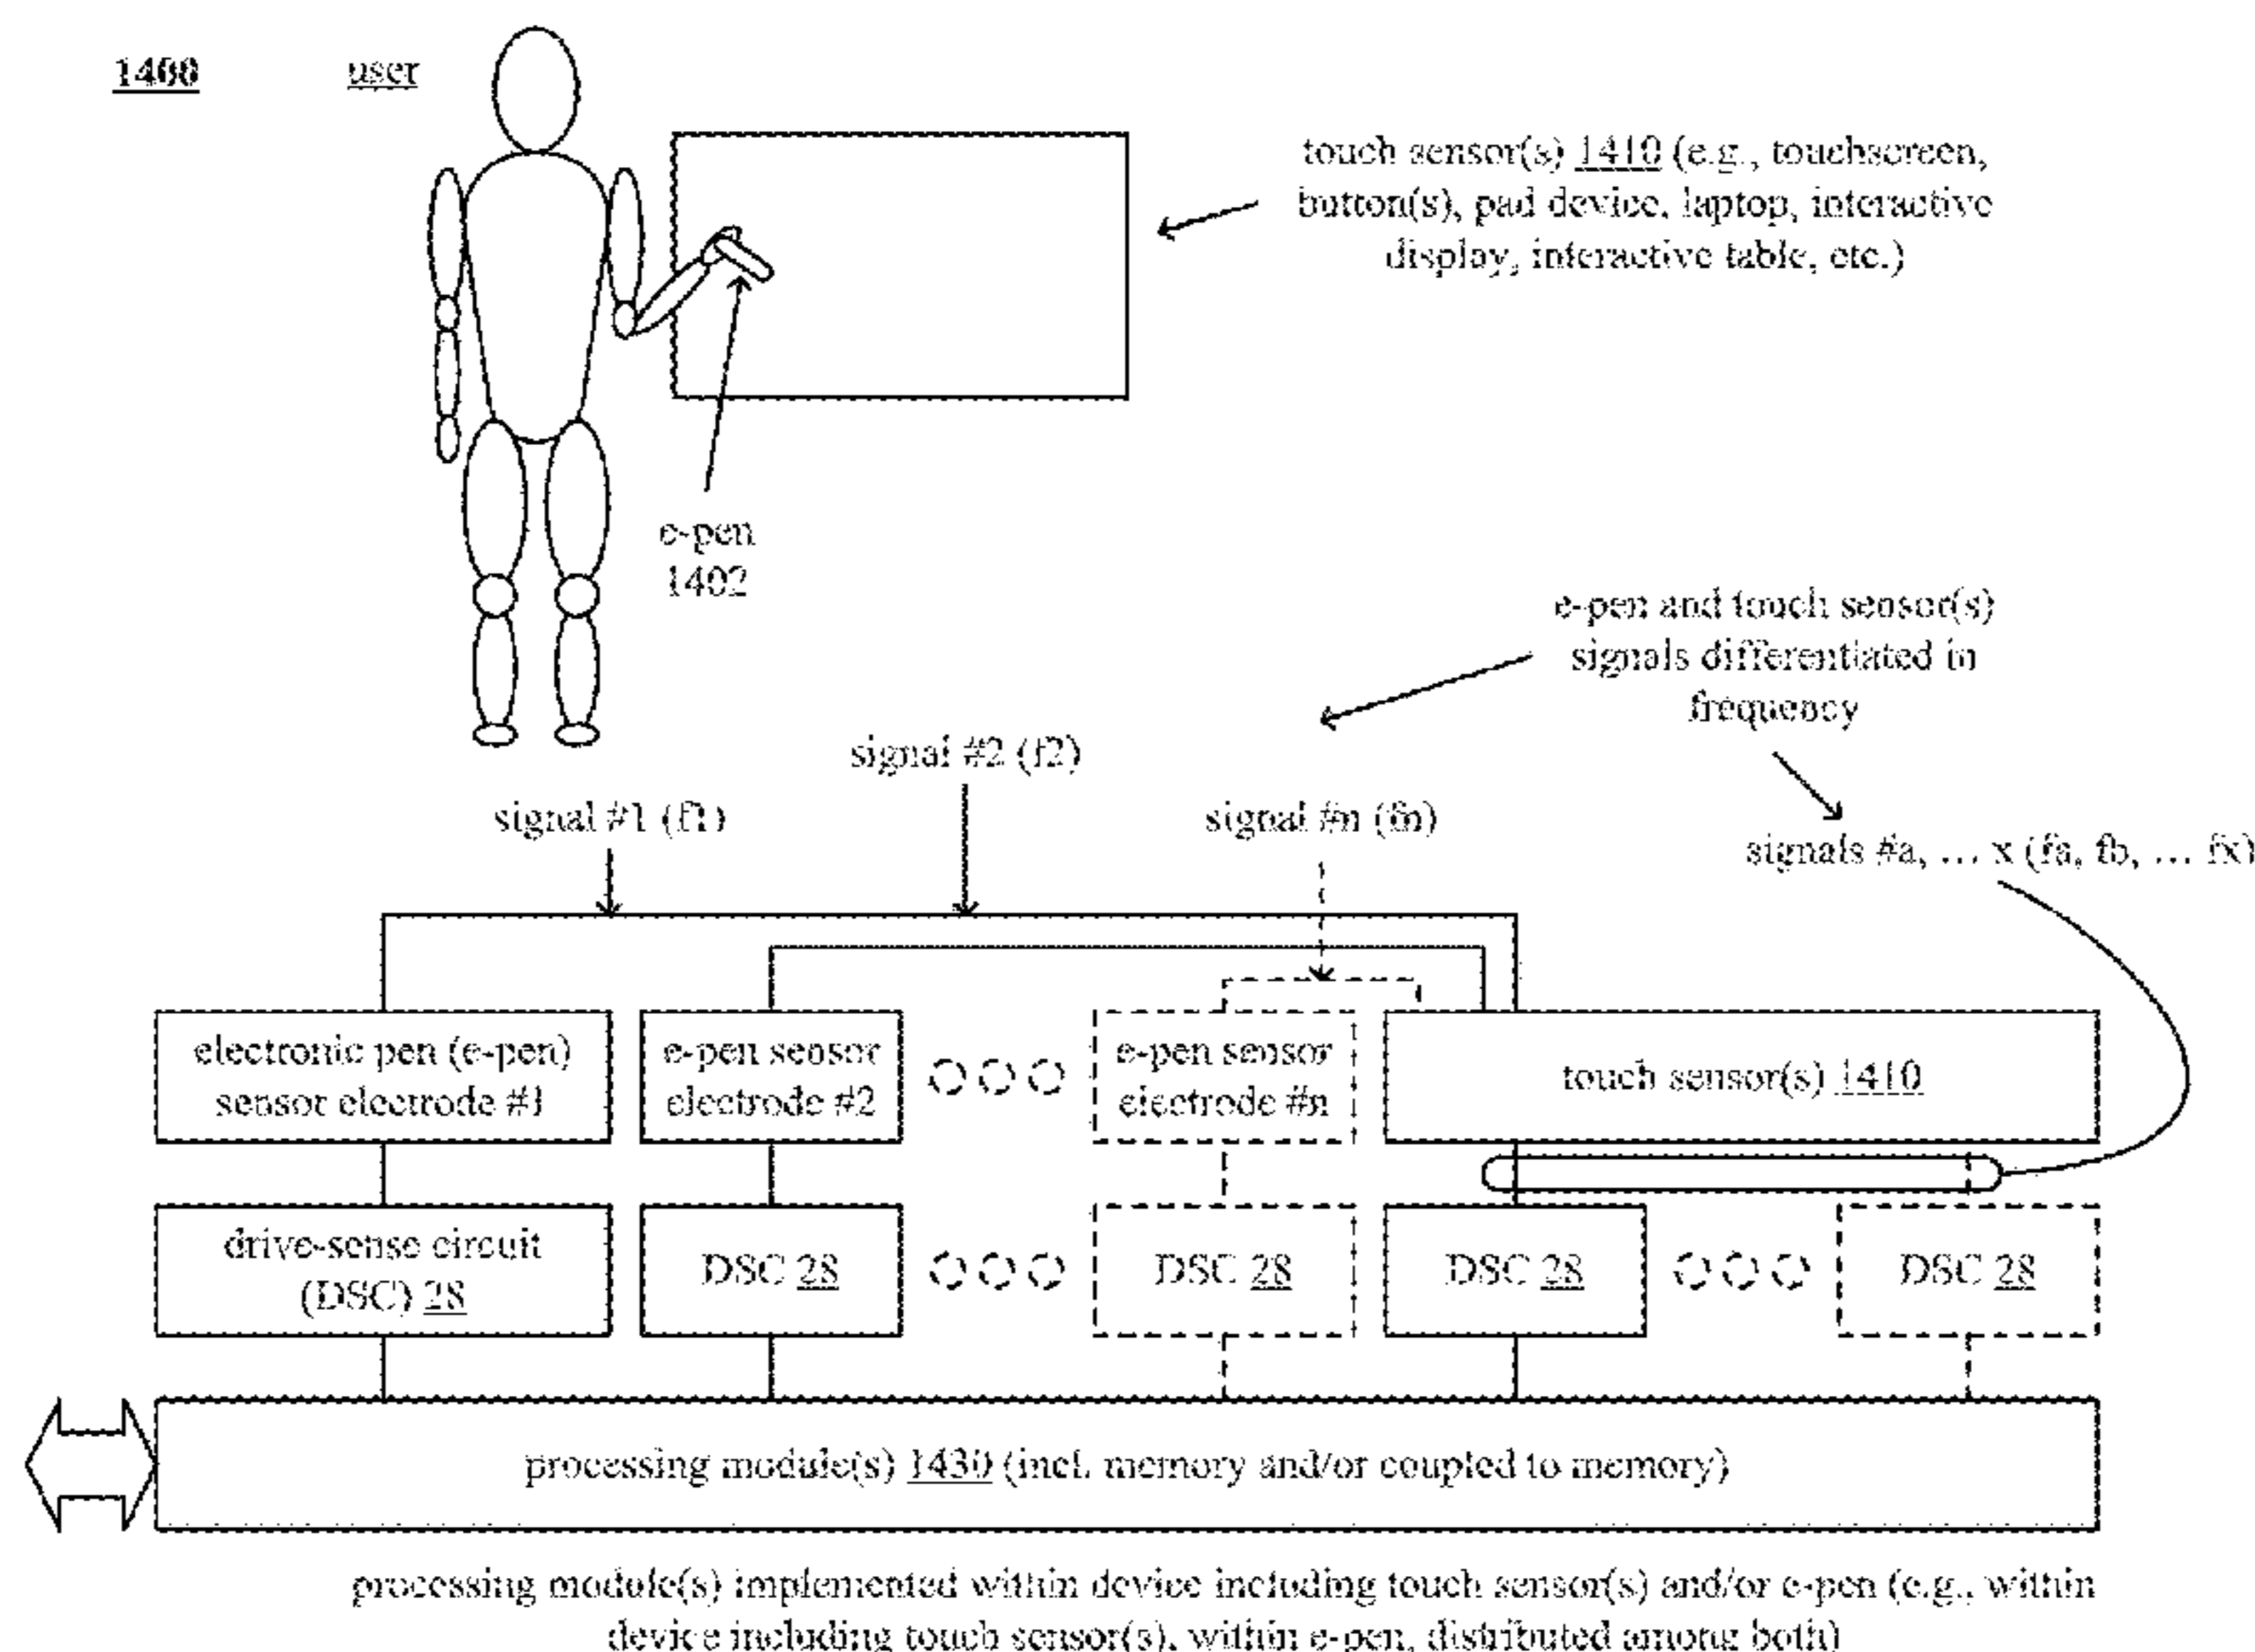 1400
user
touch sensor(s) 1410 (e.g., touchscreen,
button(s), pad device, laptop, interactive
display, interactive table, etc.)
e-pen
1402
e-pen and touch sensor(s)
signals differentiated in
frequency
signal #2 (f2)
signal #1 (f1)
signal #n (fn)
signals #a, … x (fa, fb, … fx)
electronic pen (e-pen)
sensor electrode #1
e-pen sensor
electrode #2
e-pen sensor
electrode #n
touch sensor(s) 1410
drive-sense circuit
(DSC) 28
DSC 28
DSC 28
DSC 28
DSC 28
processing module(s) 1430 (incl. memory and/or coupled to memory)
processing module(s) implemented within device including touch sensor(s) and/or e-pen (e.g., within
device including touch sensor(s), within e-pen, distributed among both)